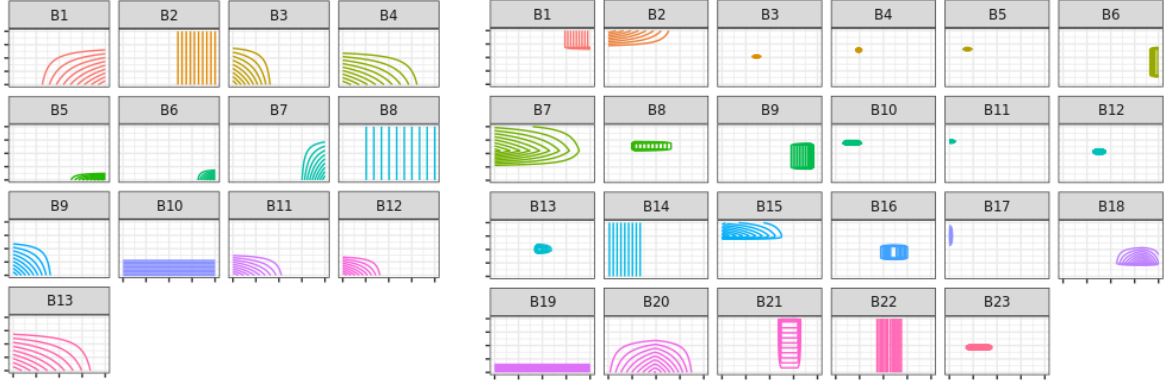 B1 B2 B3 B4
B5 B6 B7 B8
B9 B10 B11 B12
B13
B1 B2 B3 B4 B5 B6
B7 B8 B9 B10 B11 B12
B13 B14 B15 B16 B17 B18
B19 B20 B21 B22 B23